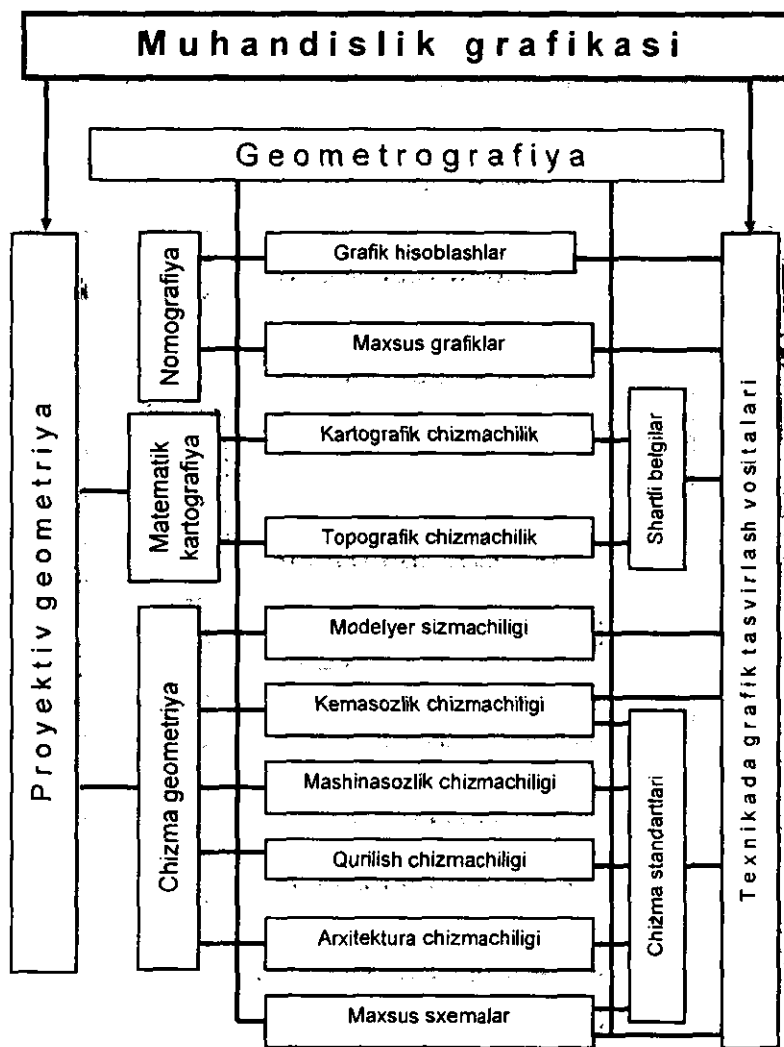 Muhandislik grafikasi
Geometrografiya
Proyektiv geometriya
Nomografiya
Matematik
kartografiya
Chizma geometriya
Grafik hisoblashlar
Maxsus grafiklar
Kartografik chizmachilik
Topografik chizmachilik
Modelyer sizmachiligi
Kemasozlik chizmachiligi
Mashinasozlik chizmachiligi
Qurilish chizmachiligi
Arxitektura chizmachiligi
Maxsus sxemalar
Shartli belgilar
Chizma standartlari
Texnikada grafik tasvirlash vositalari